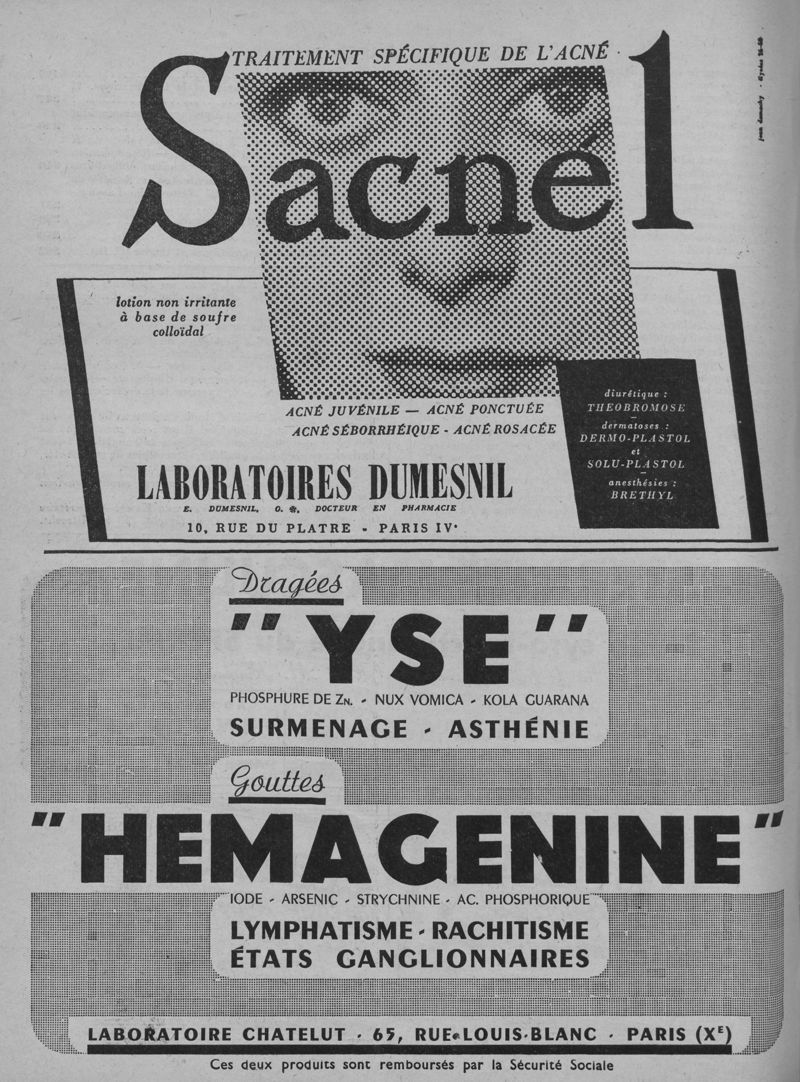 TRAITEMENT SPÉCIFIQUE DE L'ACNÉ
Sacnél
lotion non irritante
à base de soufre
colloïdal
ACNÉ JUVÉNILE — ACNÉ PONCTUÉE
ACNÉ SÉBORRHÉIQUE - ACNÉ ROSACÉE
diurétique :
THEOBROMOSE
dermatoses :
DERMO-PLASTOL
et
SOLU-PLASTOL
anesthésies :
BRETHYL
LABORATOIRES DUMESNIL
E. DUMESNIL, O. ✻, DOCTEUR EN PHARMACIE
10, RUE DU PLATRE - PARIS IVᵉ
Dragées
"YSE"
PHOSPHURE DE ZN. - NUX VOMICA - KOLA GUARANA
SURMENAGE - ASTHÉNIE
Gouttes
"HEMAGENINE"
IODE - ARSENIC - STRYCHNINE - AC. PHOSPHORIQUE
LYMPHATISME - RACHITISME
ÉTATS GANGLIONNAIRES
LABORATOIRE CHATELUT - 65, RUE LOUIS-BLANC - PARIS (Xᴱ)
Ces deux produits sont remboursés par la Sécurité Sociale